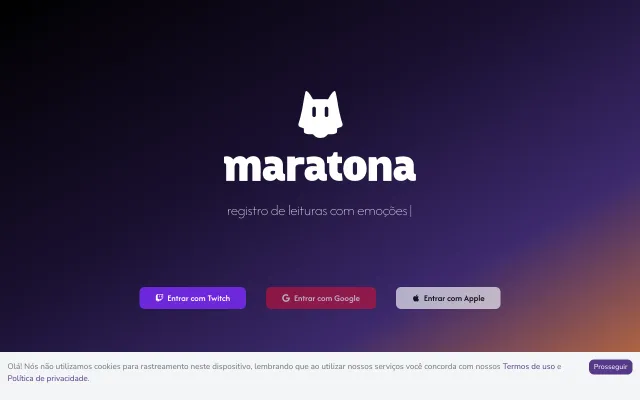 maratona
registro de leituras com emoções|
Entrar com Twitch
Entrar com Google
Entrar com Apple
Olá! Nós não utilizamos cookies para rastreamento neste dispositivo, lembrando que ao utilizar nossos serviços você concorda com nossos Termos de uso e
Política de privacidade.
Prosseguir